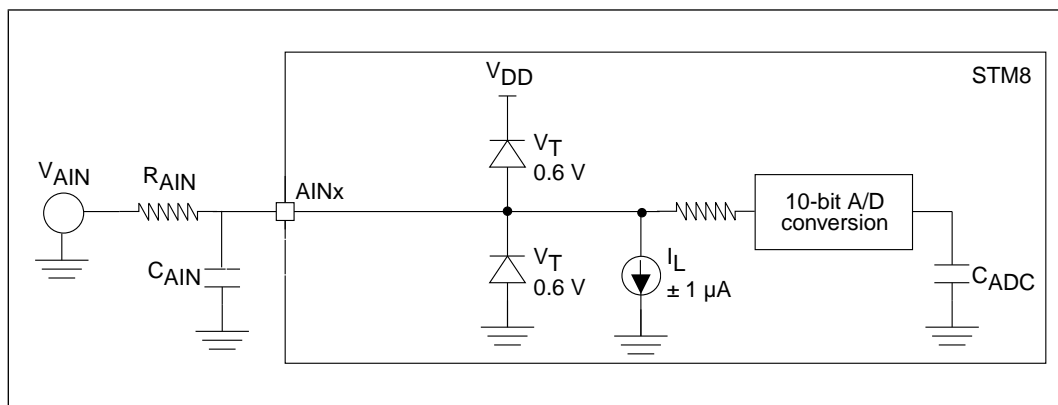 STM8
VDD
VT
0.6 V
VAIN
RAIN
AINx
10-bit A/D
conversion
CAIN
VT
0.6 V
IL
± 1 µA
CADC